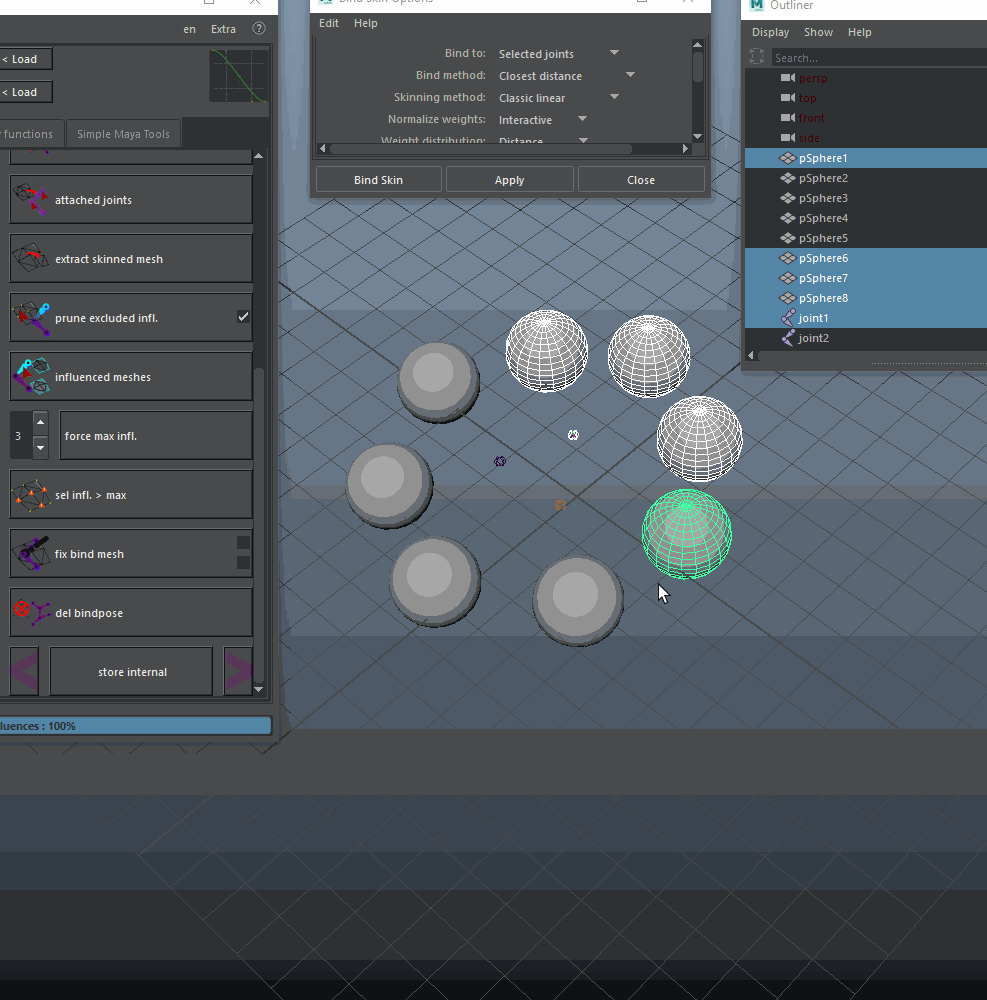 en Extra ?
< Load
< Load
functions
Simple Maya Tools
attached joints
extract skinned mesh
prune excluded infl.
influenced meshes
3
force max infl.
sel infl. > max
fix bind mesh
del bindpose
store internal
luences : 100%
Bind Skin Options
Edit Help
Bind to: Selected joints
Bind method: Closest distance
Skinning method: Classic linear
Normalize weights: Interactive
Weight distribution: Distance
Bind Skin
Apply
Close
M Outliner
Display Show Help
Search...
persp
top
front
side
pSphere1
pSphere2
pSphere3
pSphere4
pSphere5
pSphere6
pSphere7
pSphere8
joint1
joint2